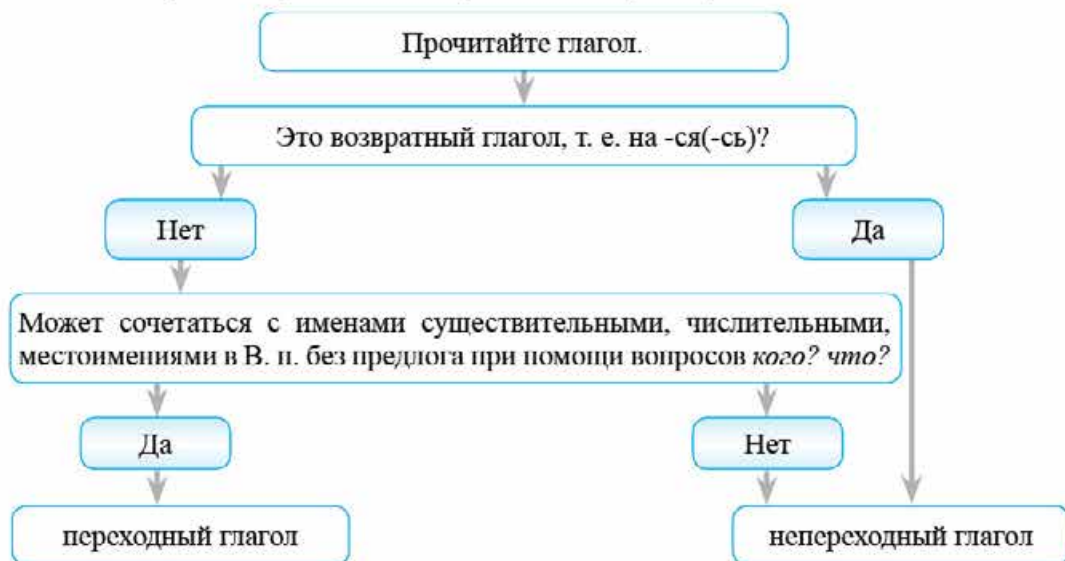 Прочитайте глагол.
Это возвратный глагол, т. е. на -ся(-сь)?
Нет
Да
Может сочетаться с именами существительными, числительными,
местоимениями в В. п. без предлога при помощи вопросов кого? что?
Да
Нет
переходный глагол
непереходный глагол